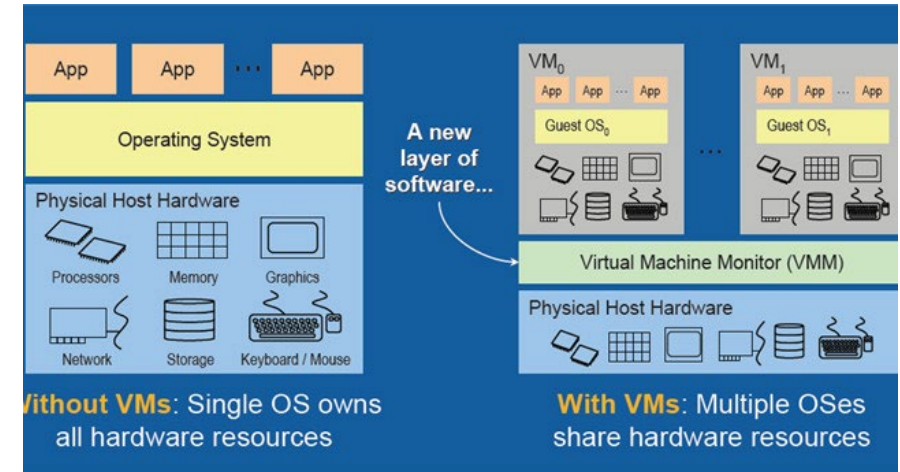 App App ... App
Operating System
Physical Host Hardware
Processors Memory Graphics
Network Storage Keyboard / Mouse
Without VMs: Single OS owns
all hardware resources
A new
layer of
software...
VM0 
App App ... App
Guest OS0
...
VM1
App App ... App
Guest OS1
Virtual Machine Monitor (VMM)
Physical Host Hardware
With VMs: Multiple OSes
share hardware resources